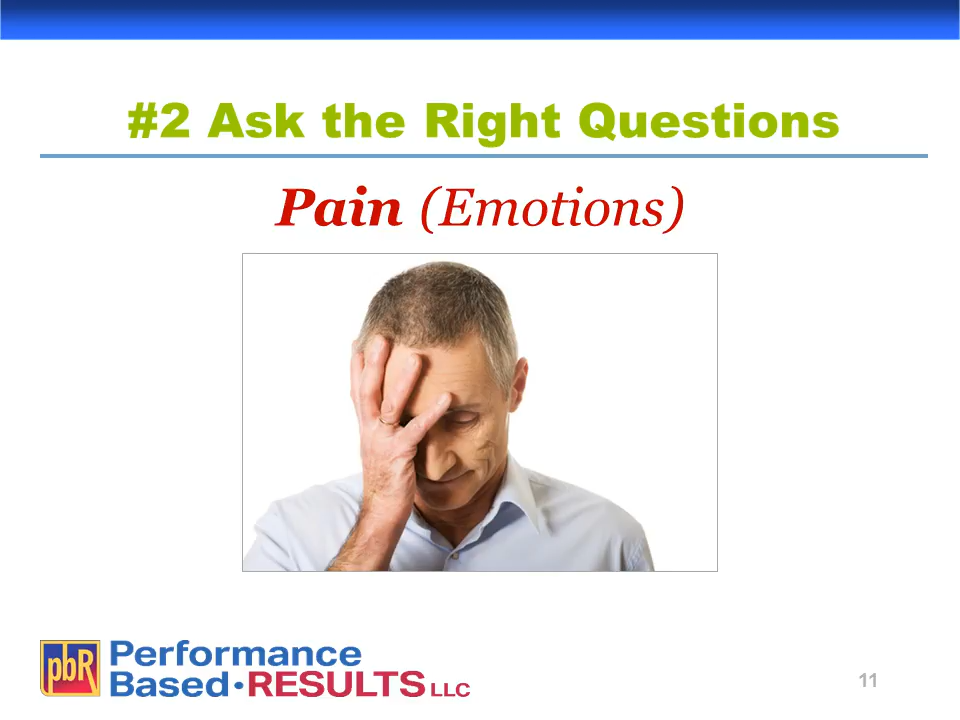 #2 Ask the Right Questions
Pain (Emotions)
pbR
Performance
Based•RESULTS LLC
11